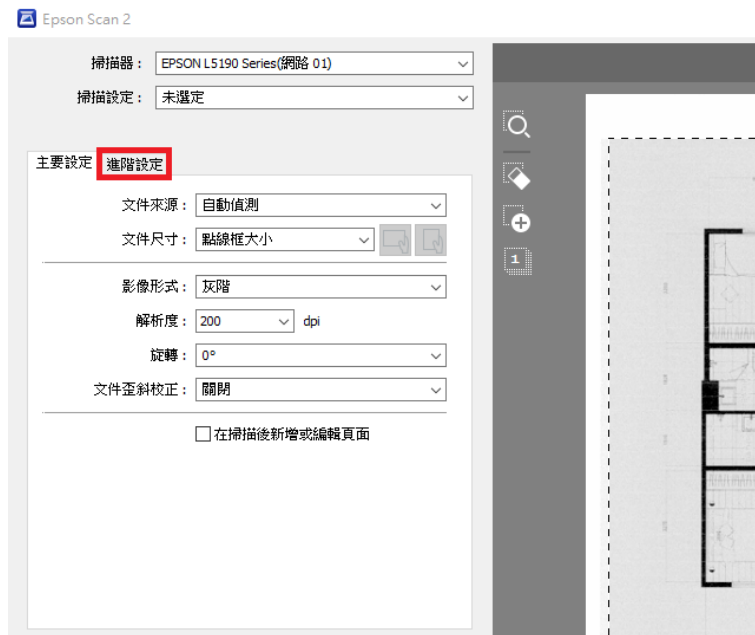 Epson Scan 2
掃描器： EPSON L5190 Series(網路 01)
掃描設定： 未選定
主要設定 進階設定
文件來源： 自動偵測
文件尺寸： 點線框大小
影像形式： 灰階
解析度： 200 dpi
旋轉： 0°
文件歪斜校正： 關閉
在掃描後新增或編輯頁面
1